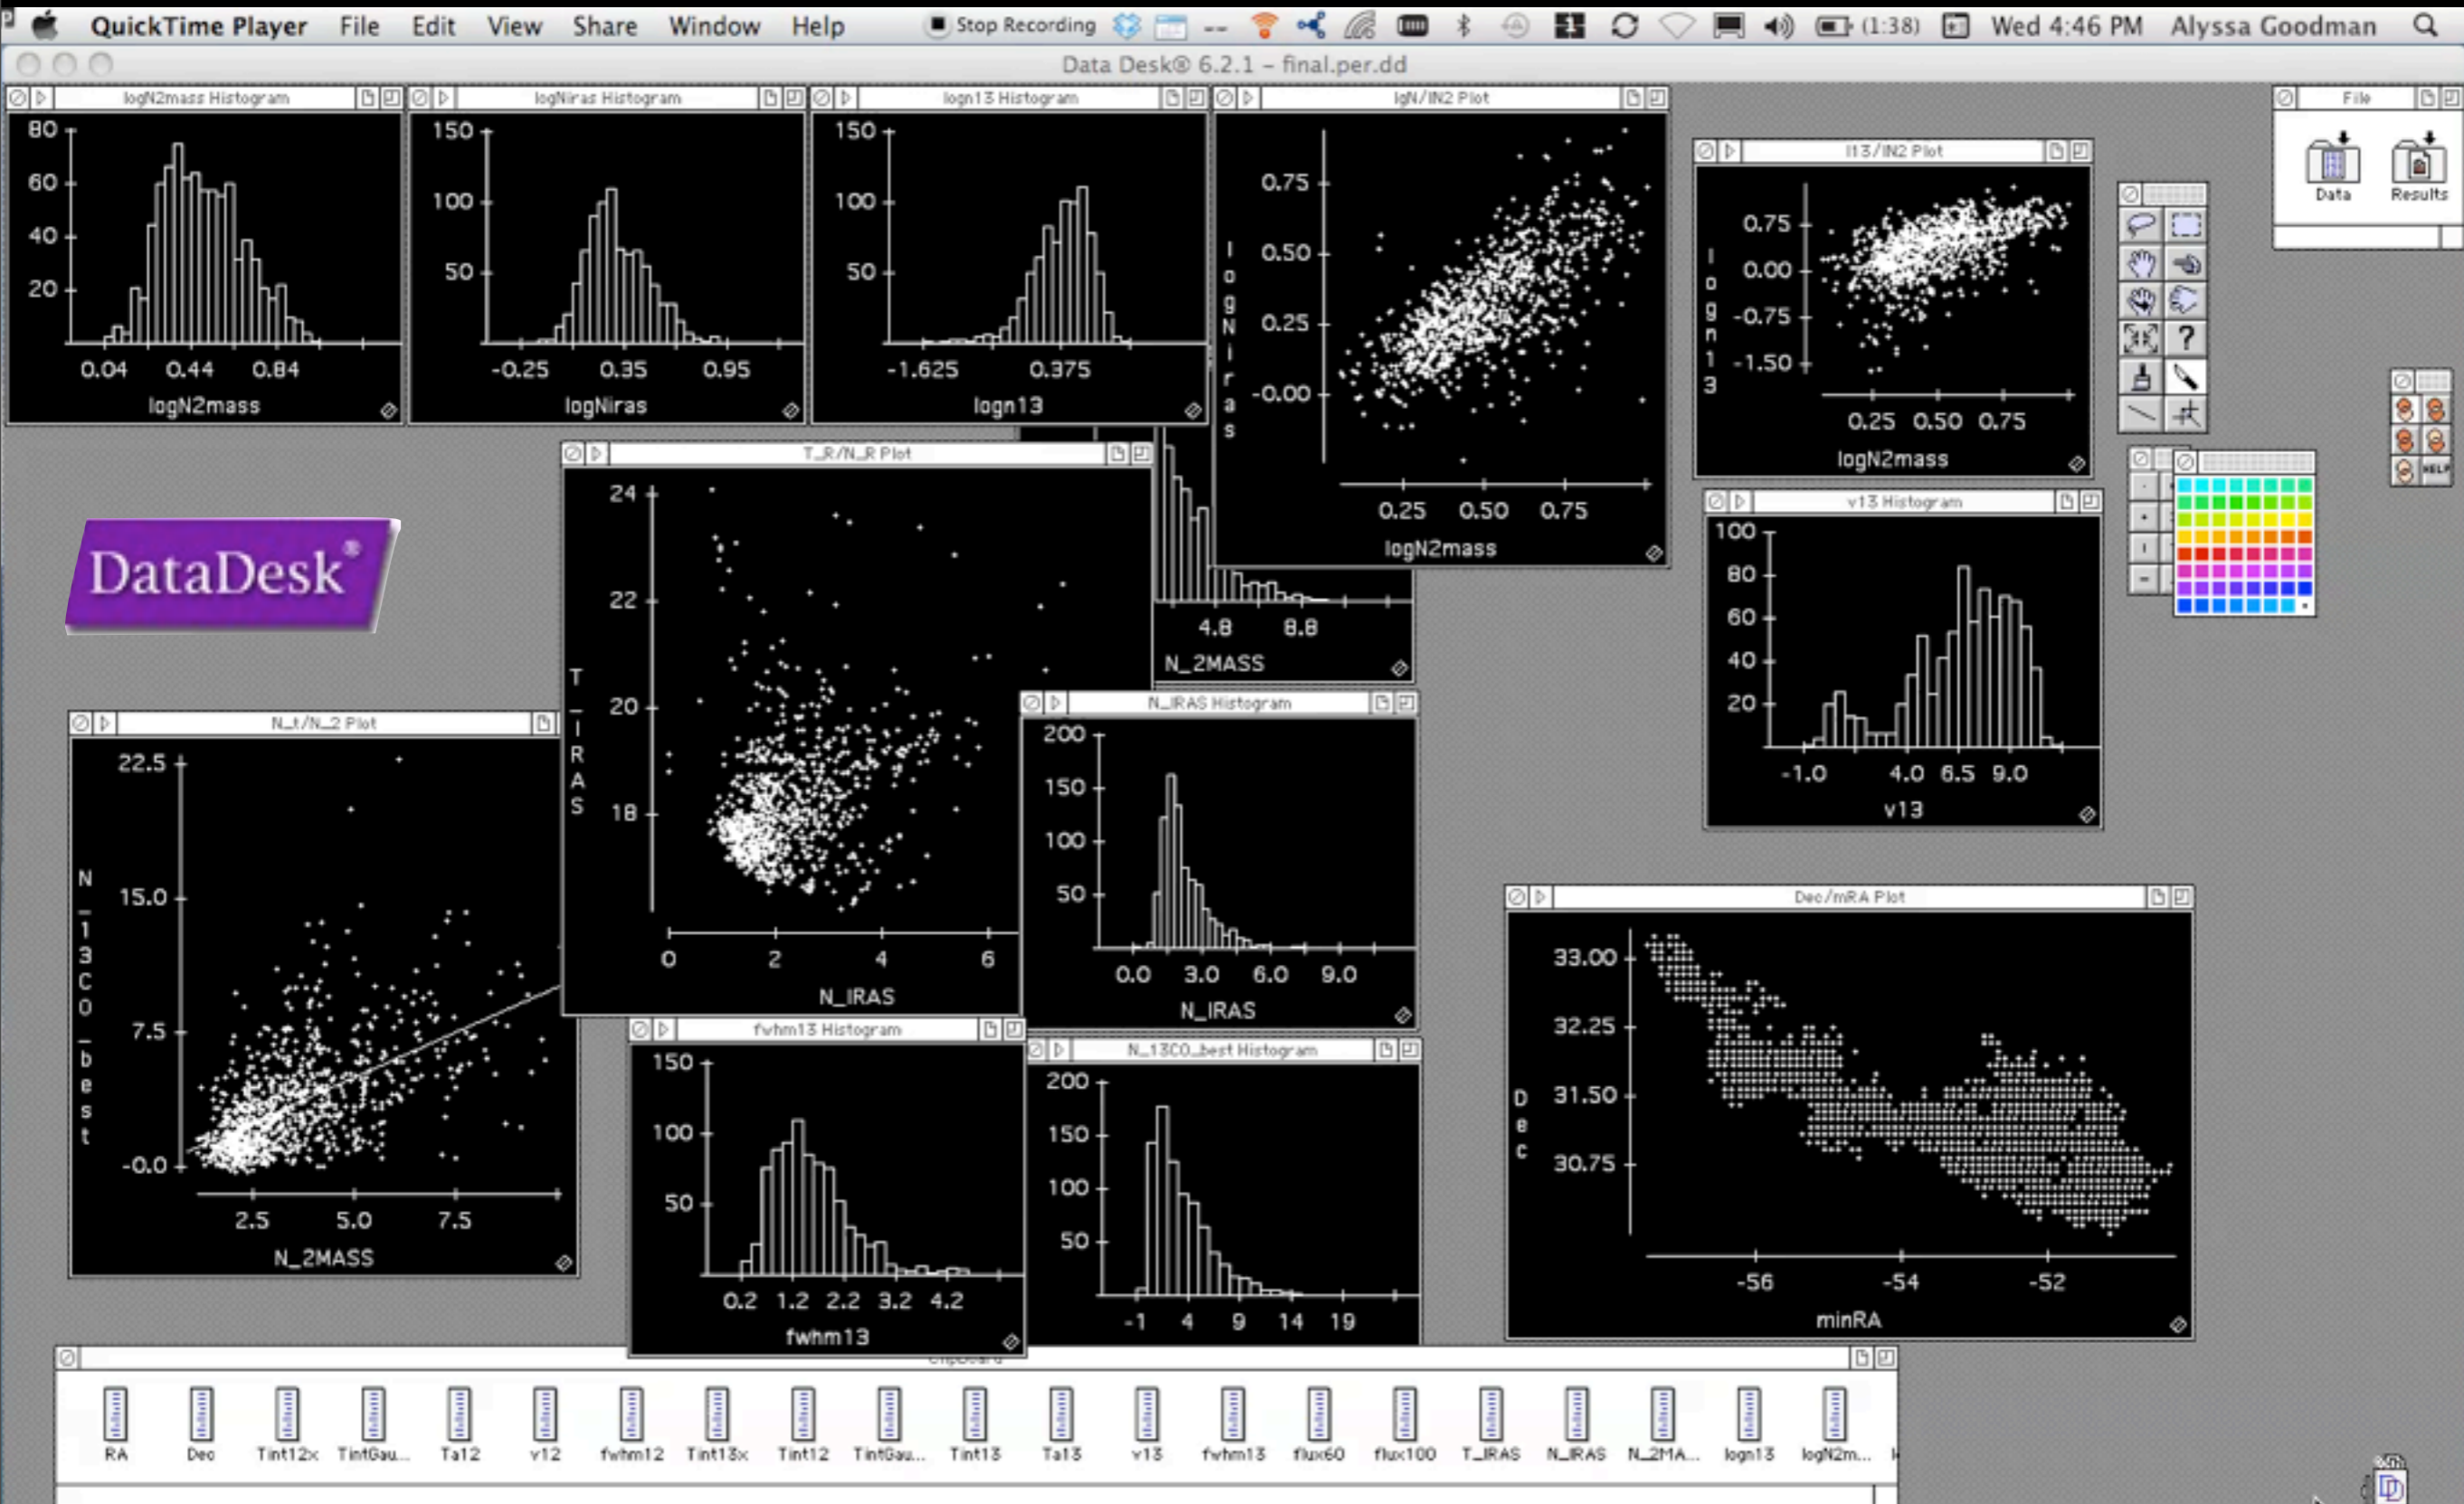 QuickTime Player File Edit View Share Window Help Stop Recording -- (1:38) Wed 4:46 PM Alyssa Goodman
Data Desk® 6.2.1 – final.per.dd
logN2mass Histogram
80
60
40
20
0.04 0.44 0.84
logN2mass
logNiras Histogram
150
100
50
-0.25 0.35 0.95
logNiras
logn13 Histogram
150
100
50
-1.625 0.375
logn13
lgN/lN2 Plot
logNiras
0.75
0.50
0.25
-0.00
0.25 0.50 0.75
logN2mass
l13/lN2 Plot
logn13
0.75
0.00
-0.75
-1.50
0.25 0.50 0.75
logN2mass
File
Data Results
?
HELP
DataDesk®
T_R/N_R Plot
T_IRAS
24
22
20
18
0 2 4 6
N_IRAS
4.8 8.8
N_2MASS
v13 Histogram
100
80
60
40
20
-1.0 4.0 6.5 9.0
v13
N_t/N_2 Plot
N_13CO_best
22.5
15.0
7.5
-0.0
2.5 5.0 7.5
N_2MASS
N_IRAS Histogram
200
150
100
50
0.0 3.0 6.0 9.0
N_IRAS
fwhm13 Histogram
150
100
50
0.2 1.2 2.2 3.2 4.2
fwhm13
N_13CO_best Histogram
200
150
100
50
-1 4 9 14 19
Dec/mRA Plot
Dec
33.00
32.25
31.50
30.75
-56 -54 -52
minRA
RA Dec Tint12x TintGau... Ta12 v12 fwhm12 Tint13x Tint12 TintGau... Tint13 Ta13 v13 fwhm13 flux60 flux100 T_IRAS N_IRAS N_2MA... logn13 logN2m...